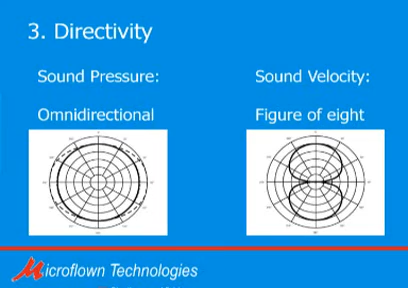 3. Directivity
Sound Pressure:
Sound Velocity:
Omnidirectional
Figure of eight
Microflown Technologies